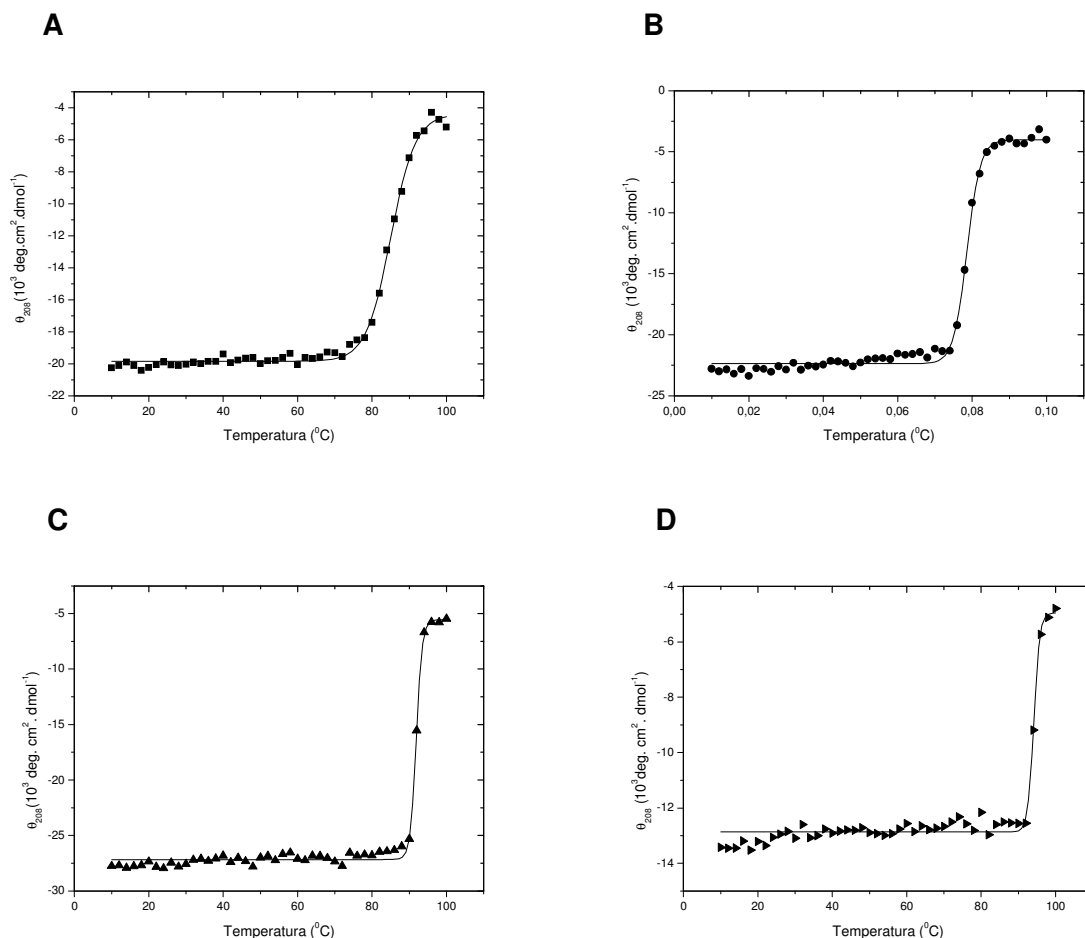 A
θ208(10³ deg.cm².dmol⁻¹)
-4
-6
-8
-10
-12
-14
-16
-18
-20
-22
0 20 40 60 80 100
Temperatura (⁰C)
B
θ208 (10³deg. cm².dmol⁻¹)
0
-5
-10
-15
-20
-25
0,00 0,02 0,04 0,06 0,08 0,10
Temperatura (⁰C)
C
θ208(10³ deg. cm². dmol⁻¹)
-5
-10
-15
-20
-25
-30
0 20 40 60 80 100
Temperatura (⁰C)
D
θ208 (10³deg. cm². dmol⁻¹)
-4
-6
-8
-10
-12
-14
0 20 40 60 80 100
Temperatura (⁰C)